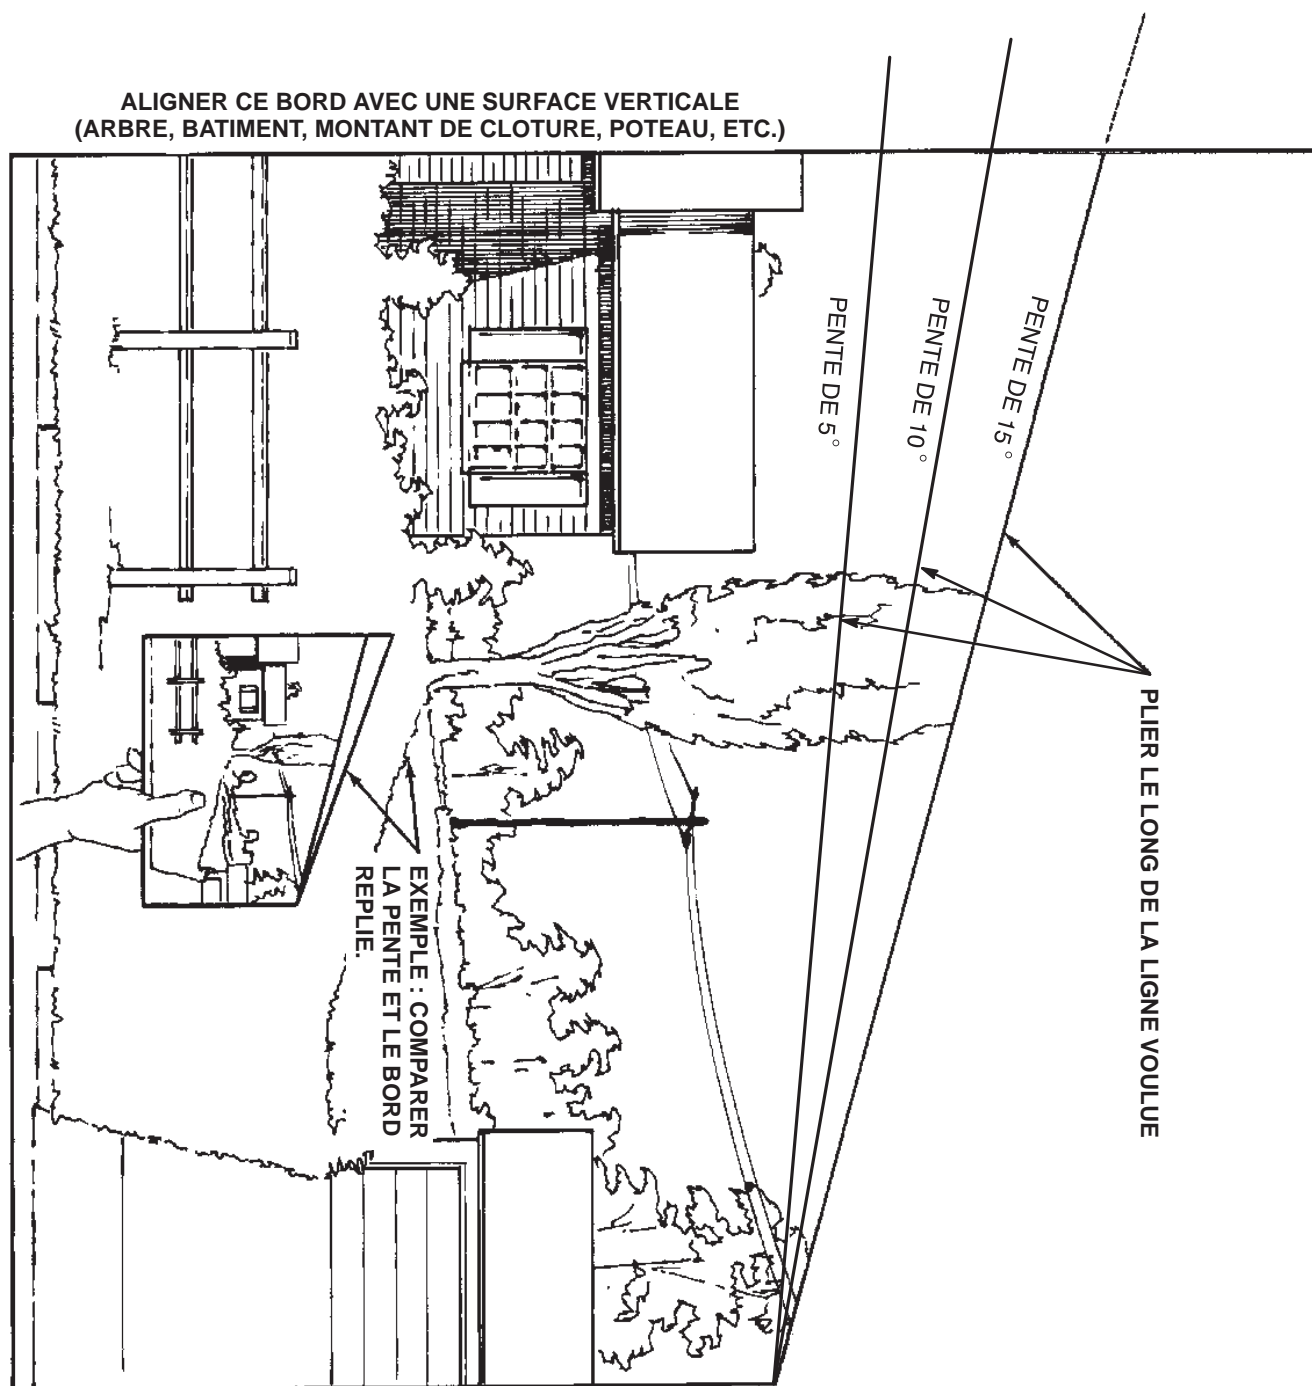 ALIGNER CE BORD AVEC UNE SURFACE VERTICALE
(ARBRE, BATIMENT, MONTANT DE CLOTURE, POTEAU, ETC.)
PENTE DE 5°
PENTE DE 10°
PENTE DE 15°
PLIER LE LONG DE LA LIGNE VOULUE
EXEMPLE : COMPARER
LA PENTE ET LE BORD
REPLIE.